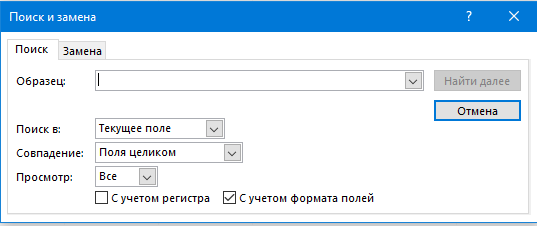 Поиск и замена ?
Поиск Замена
Образец: Найти далее
Отмена
Поиск в: Текущее поле
Совпадение: Поля целиком
Просмотр: Все
С учетом регистра С учетом формата полей